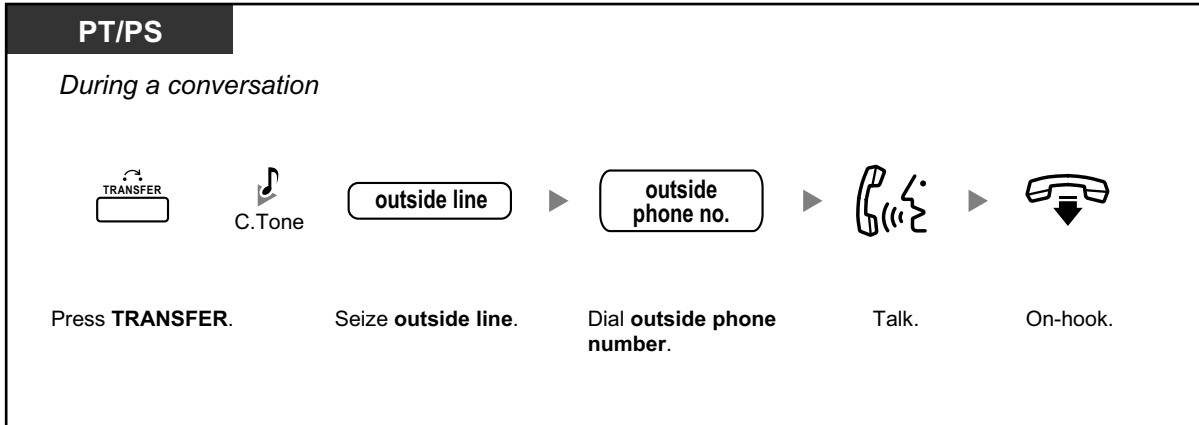 PT/PS
During a conversation
TRANSFER
C.Tone
outside line
outside
phone no.
Press TRANSFER.
Seize outside line.
Dial outside phone
number.
Talk.
On-hook.